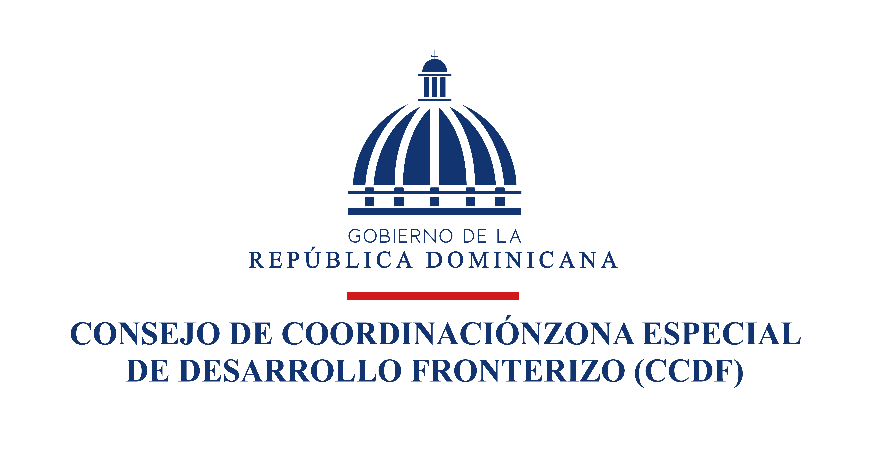 GOBIERNO DE LA
REPÚBLICA DOMINICANA
CONSEJO DE COORDINACIÓNZONA ESPECIAL
DE DESARROLLO FRONTERIZO (CCDF)